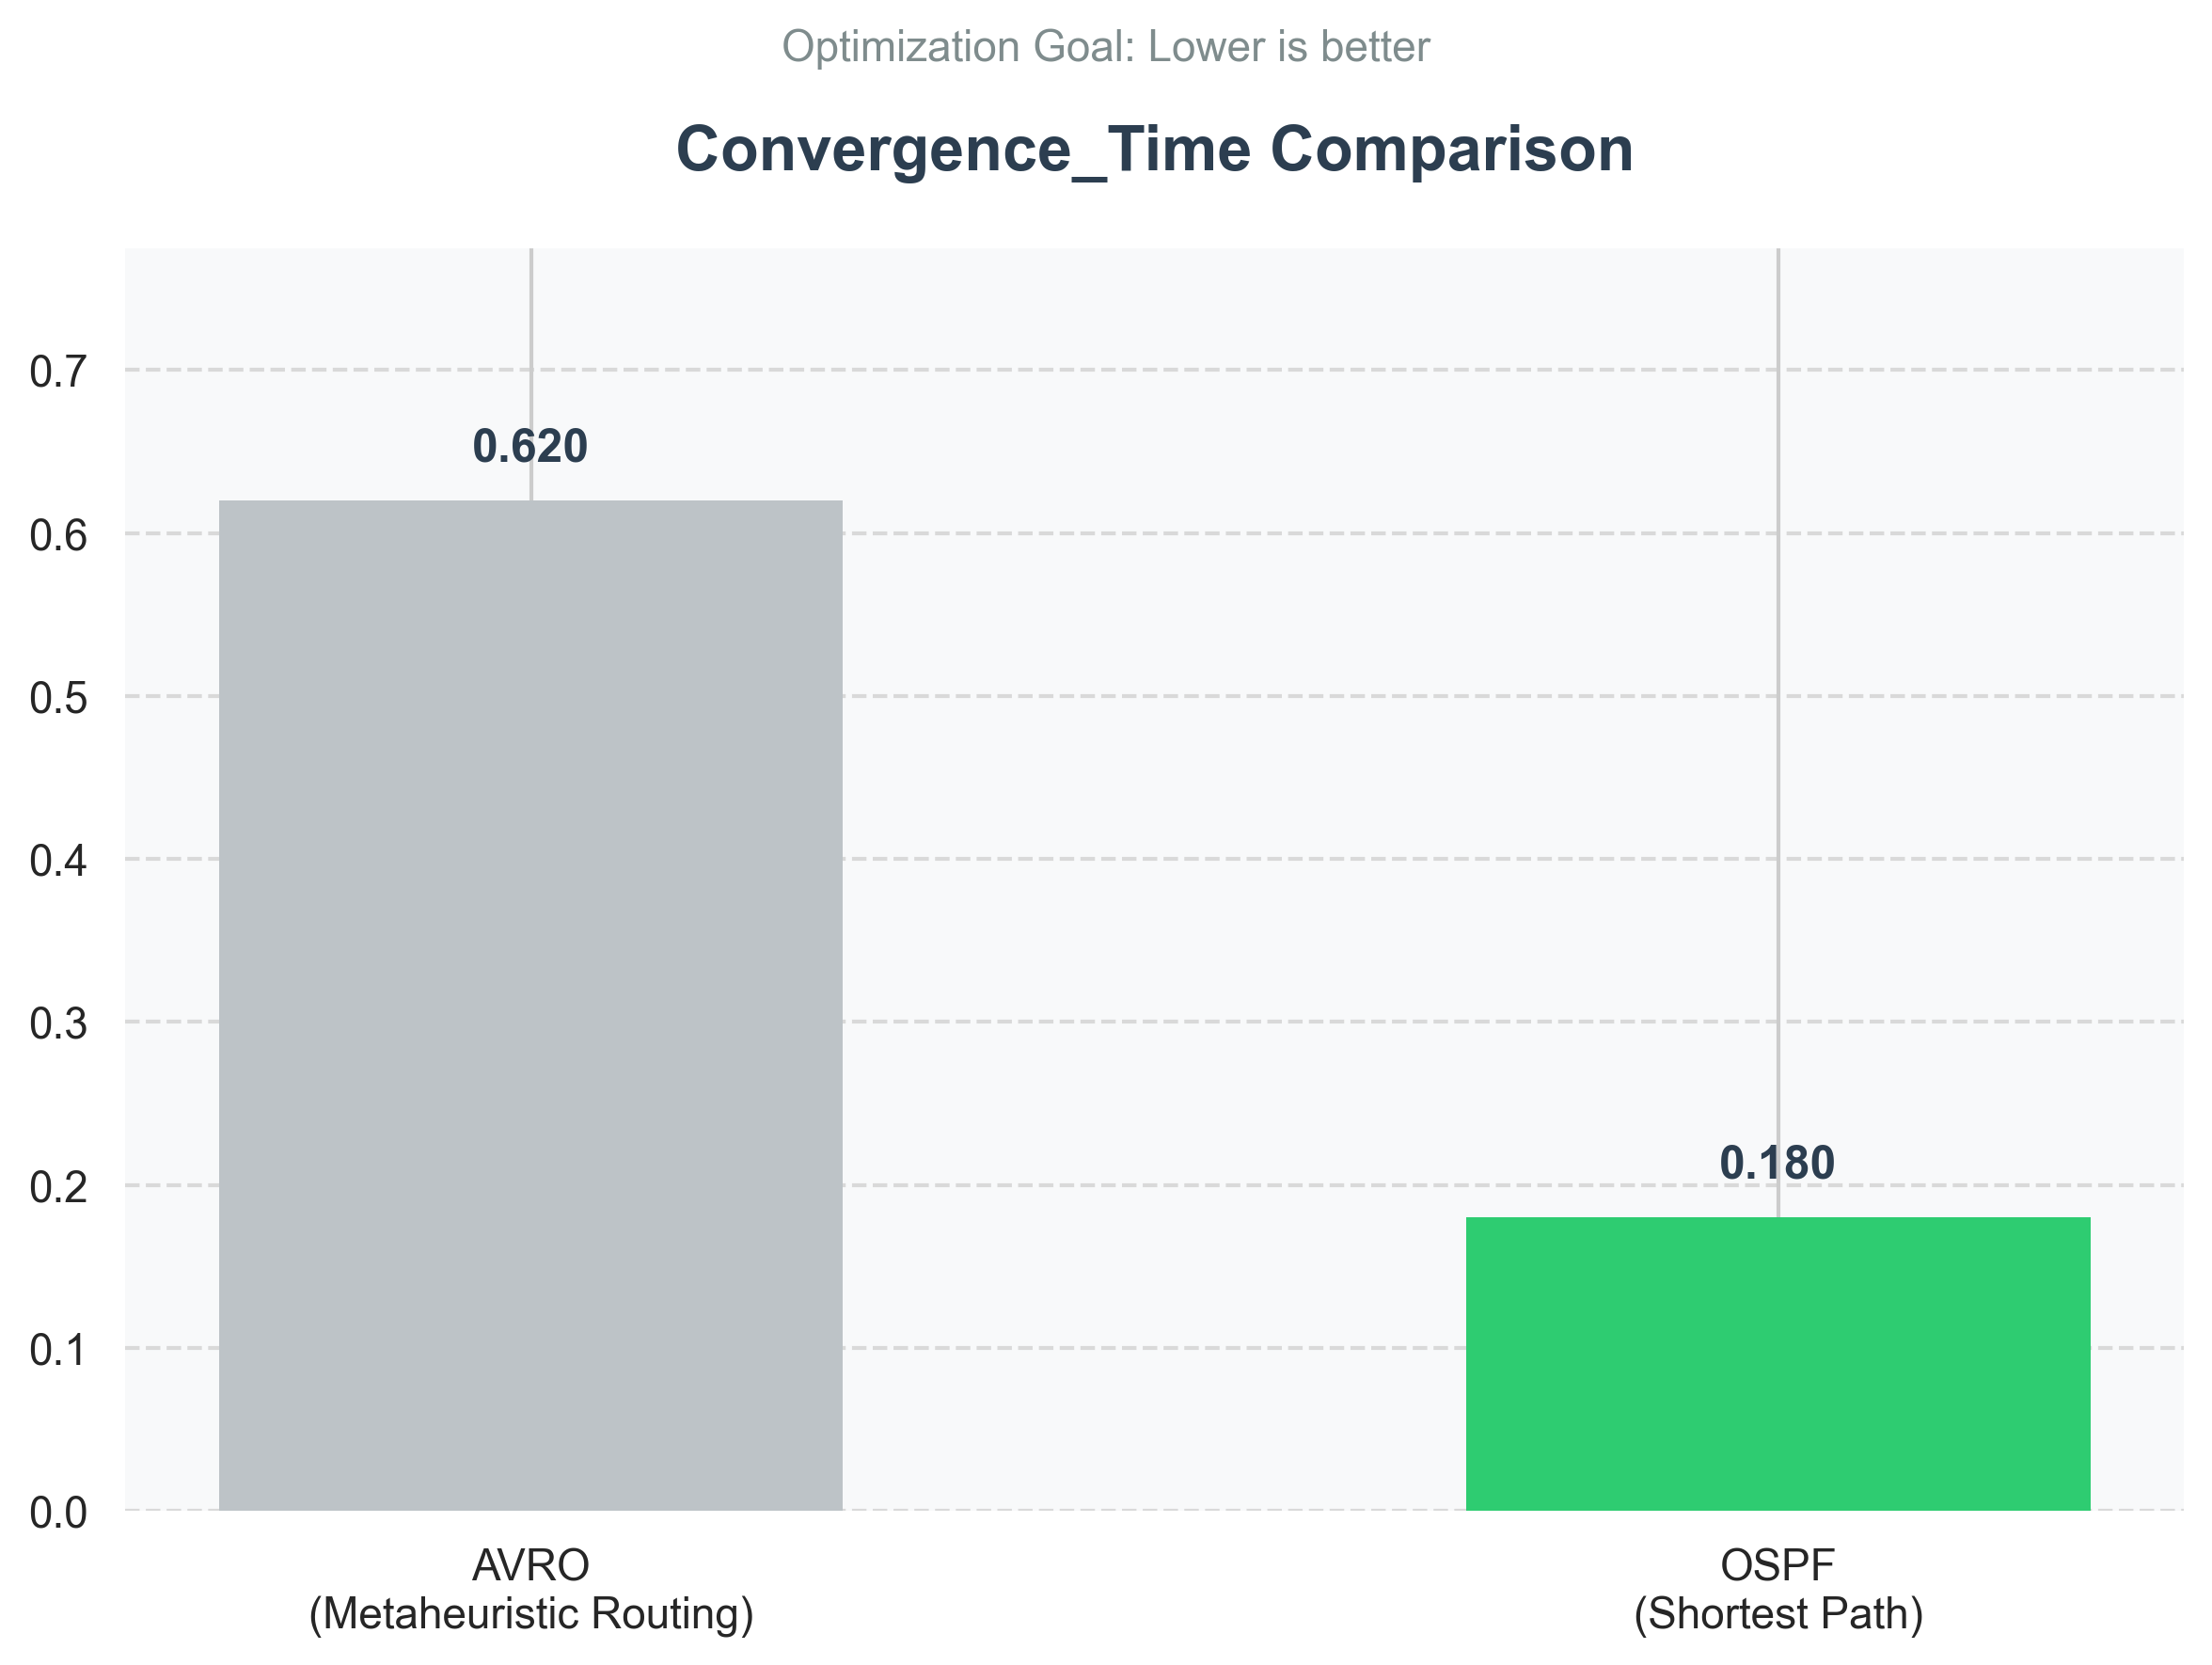 Optimization Goal: Lower is better
Convergence_Time Comparison
0.7
0.620
0.6
0.5
0.4
0.3
0.180
0.2
0.1
0.0
AVRO
(Metaheuristic Routing)
OSPF
(Shortest Path)